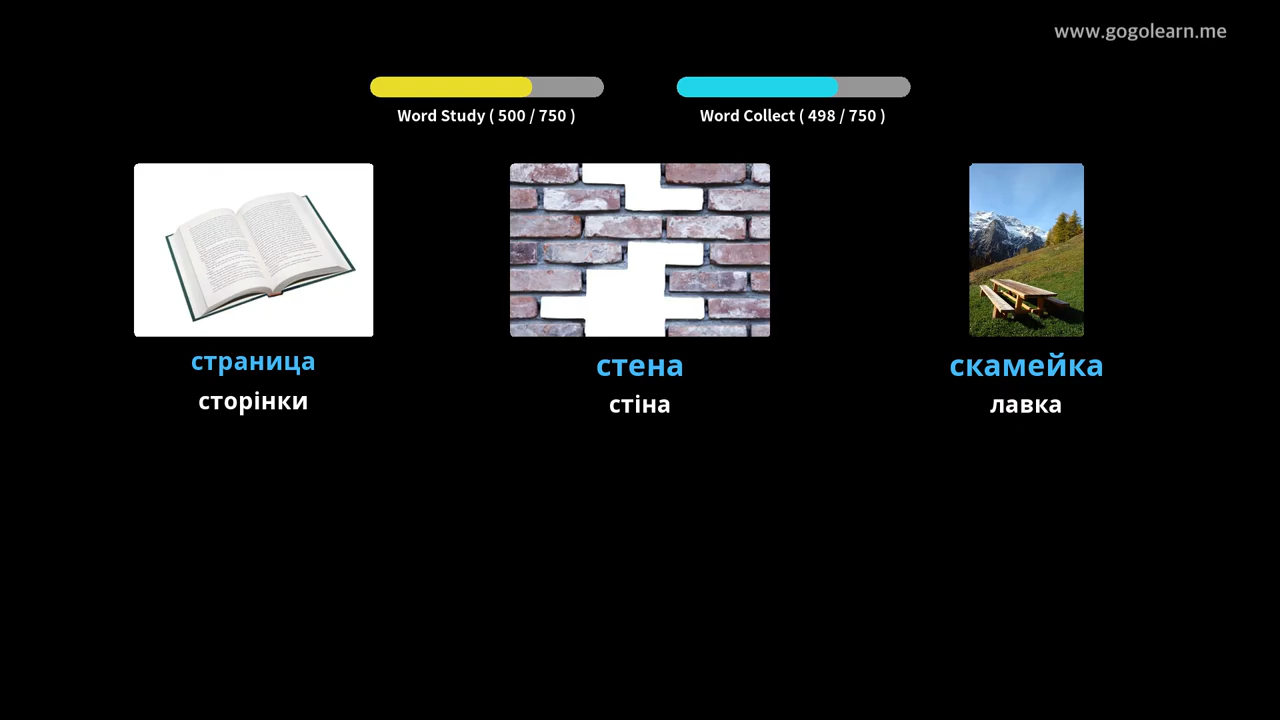 www.gogolearn.me
Word Study ( 500 / 750 )
Word Collect ( 498 / 750 )
страница
сторінки
стена
стіна
скамейка
лавка